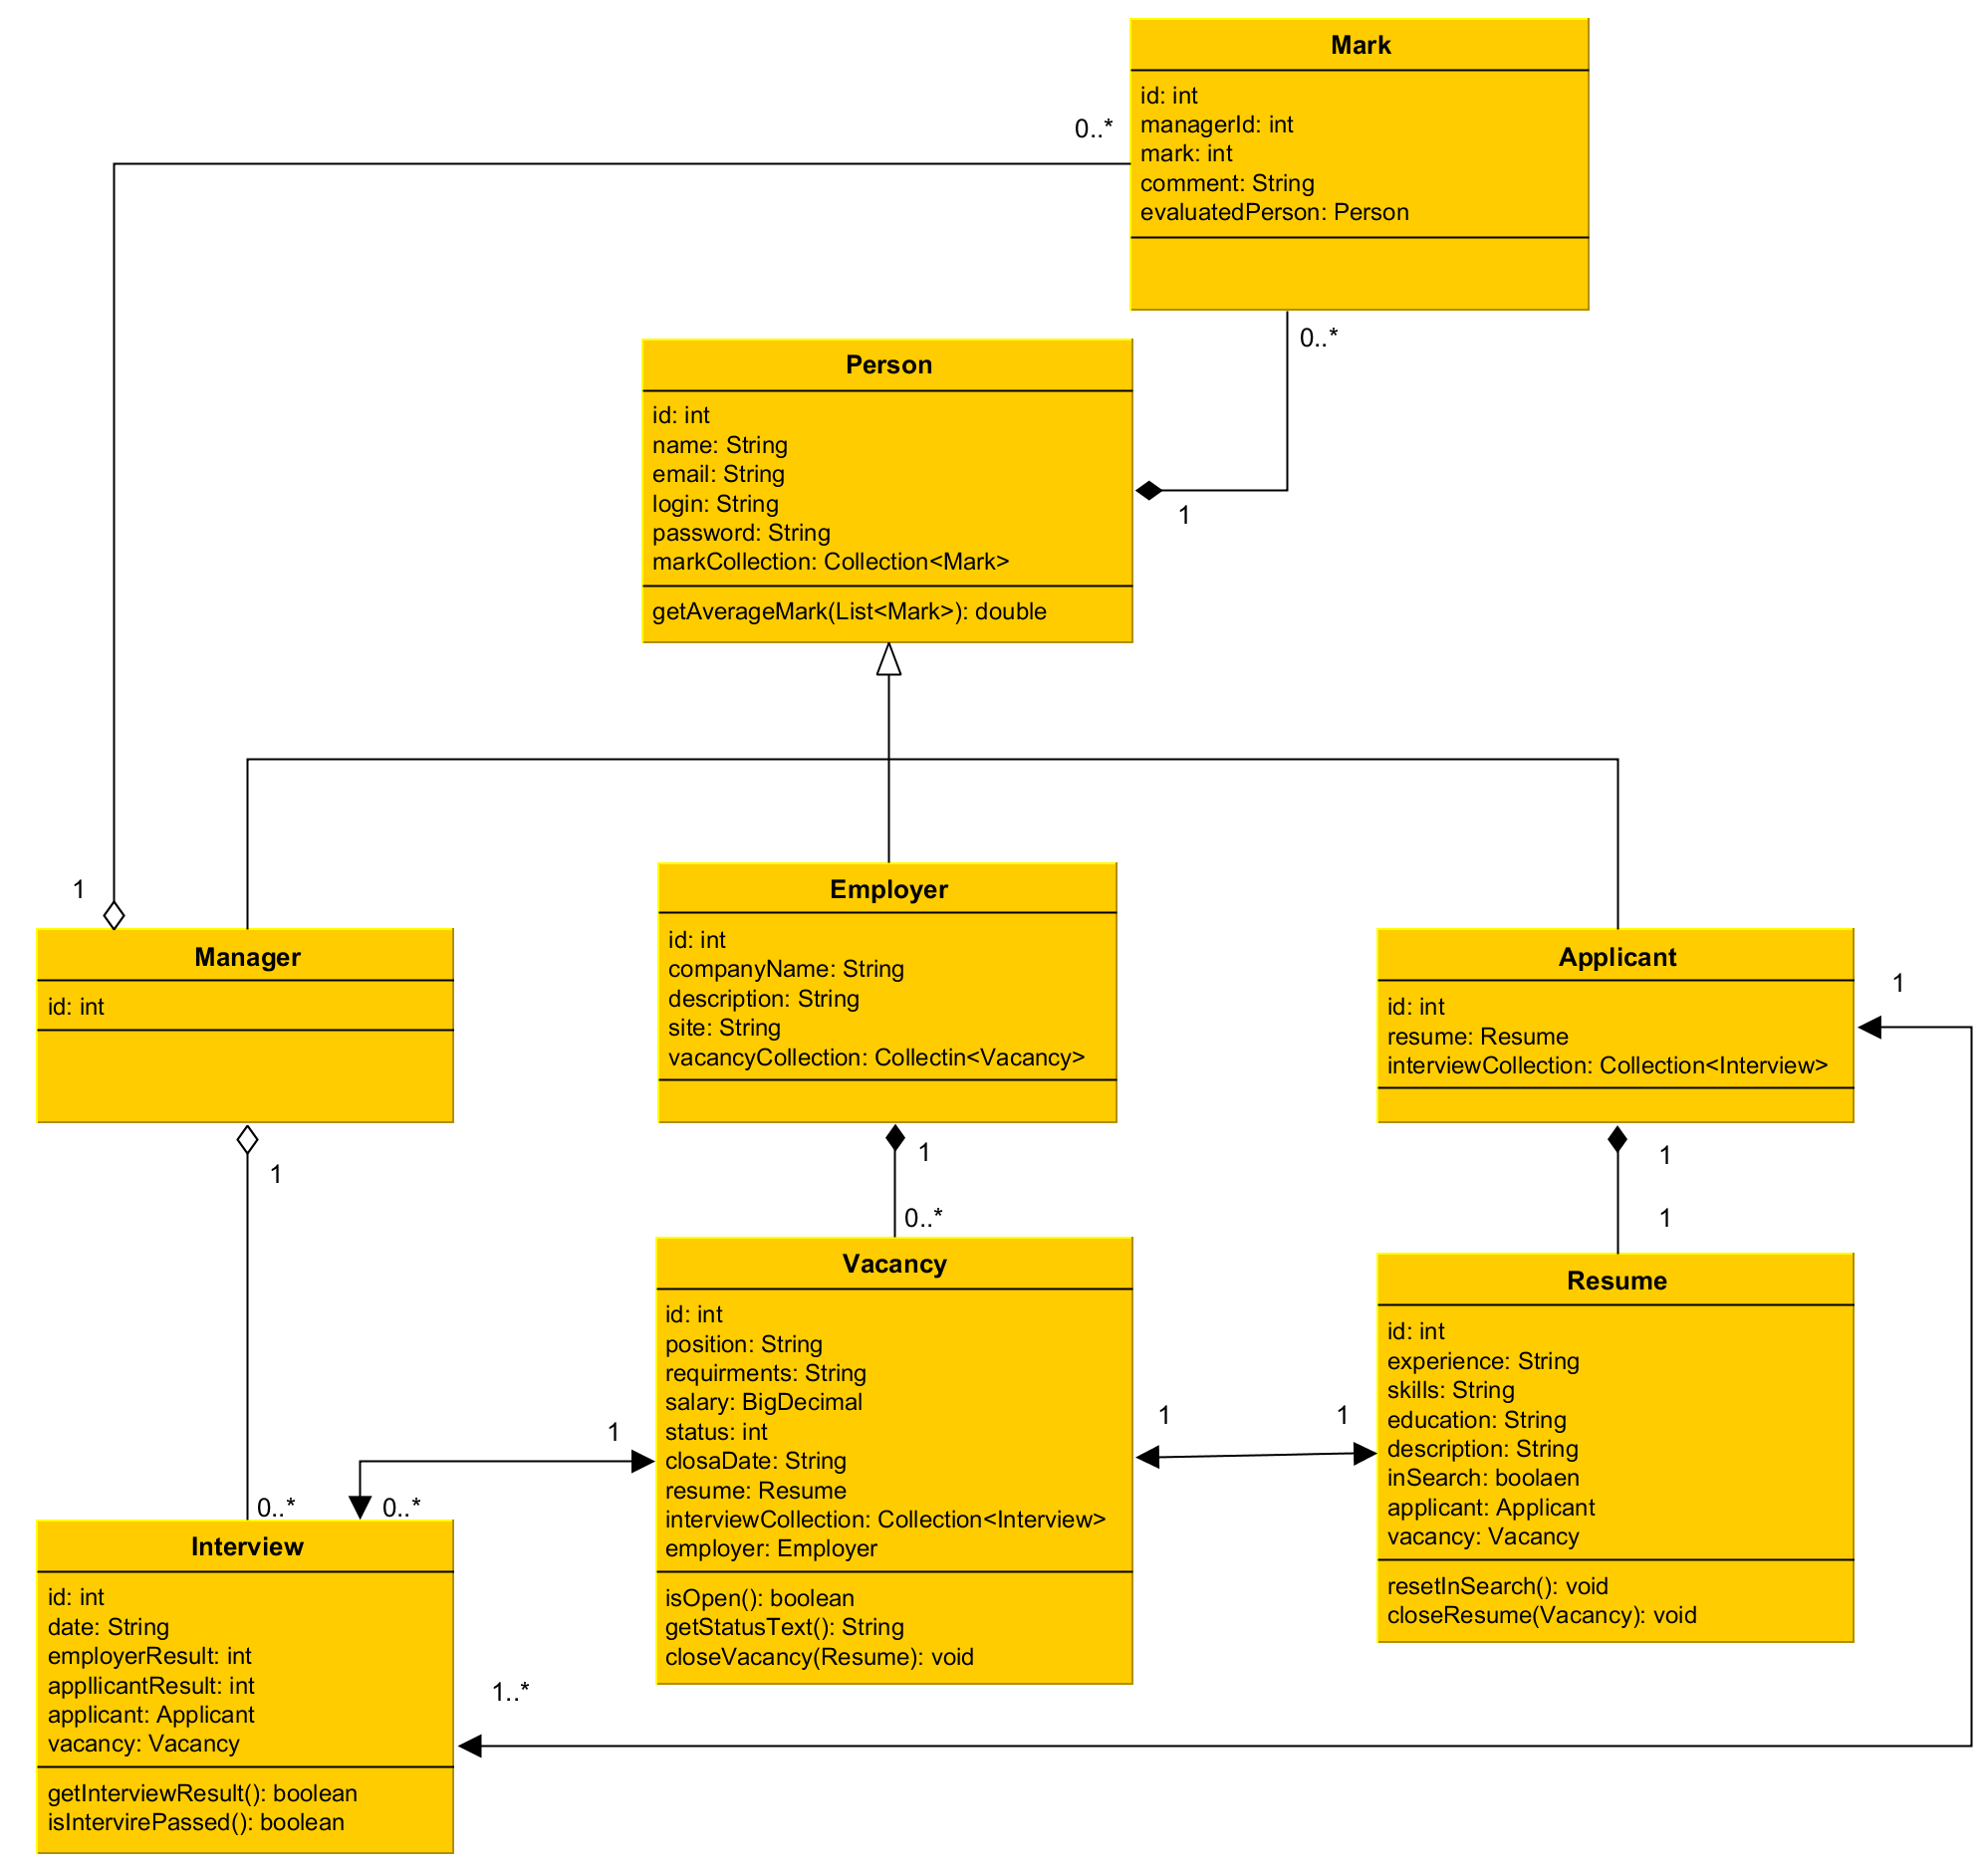 Mark
id: int
managerId: int
mark: int
comment: String
evaluatedPerson: Person
0..*
0..*
Person
id: int
name: String
email: String
login: String
password: String
markCollection: Collection<Mark>
getAverageMark(List<Mark>): double
1
1
Manager
id: int
1
Employer
id: int
companyName: String
description: String
site: String
vacancyCollection: Collectin<Vacancy>
1
0..*
Applicant
id: int
resume: Resume
interviewCollection: Collection<Interview>
1
1
1
Vacancy
id: int
position: String
requirments: String
salary: BigDecimal
status: int
closaDate: String
resume: Resume
interviewCollection: Collection<Interview>
employer: Employer
isOpen(): boolean
getStatusText(): String
closeVacancy(Resume): void
1
1
1
Resume
id: int
experience: String
skills: String
education: String
description: String
inSearch: boolaen
applicant: Applicant
vacancy: Vacancy
resetInSearch(): void
closeResume(Vacancy): void
0..*
0..*
Interview
id: int
date: String
employerResult: int
appllicantResult: int
applicant: Applicant
vacancy: Vacancy
getInterviewResult(): boolean
isIntervirePassed(): boolean
1..*